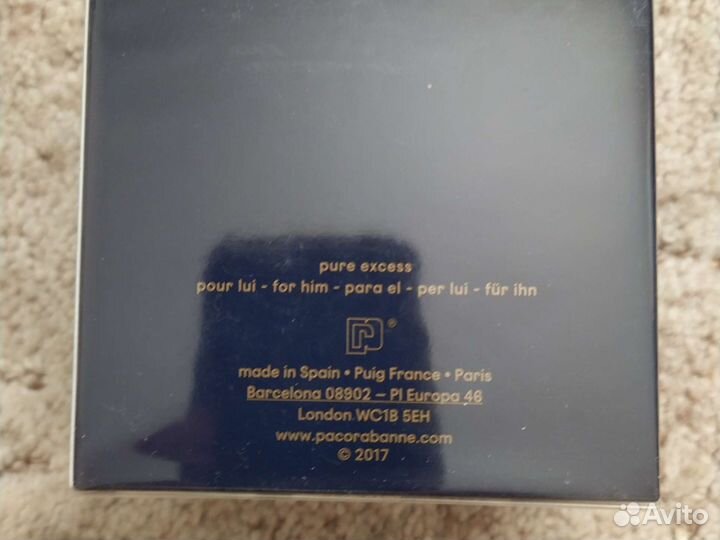 pure excess
pour lui - for him - para el - per lui - für ihn
®
made in Spain • Puig France • Paris
Barcelona 08902 – Pl Europa 46
London WC1B 5EH
www.pacorabanne.com
© 2017
Avito